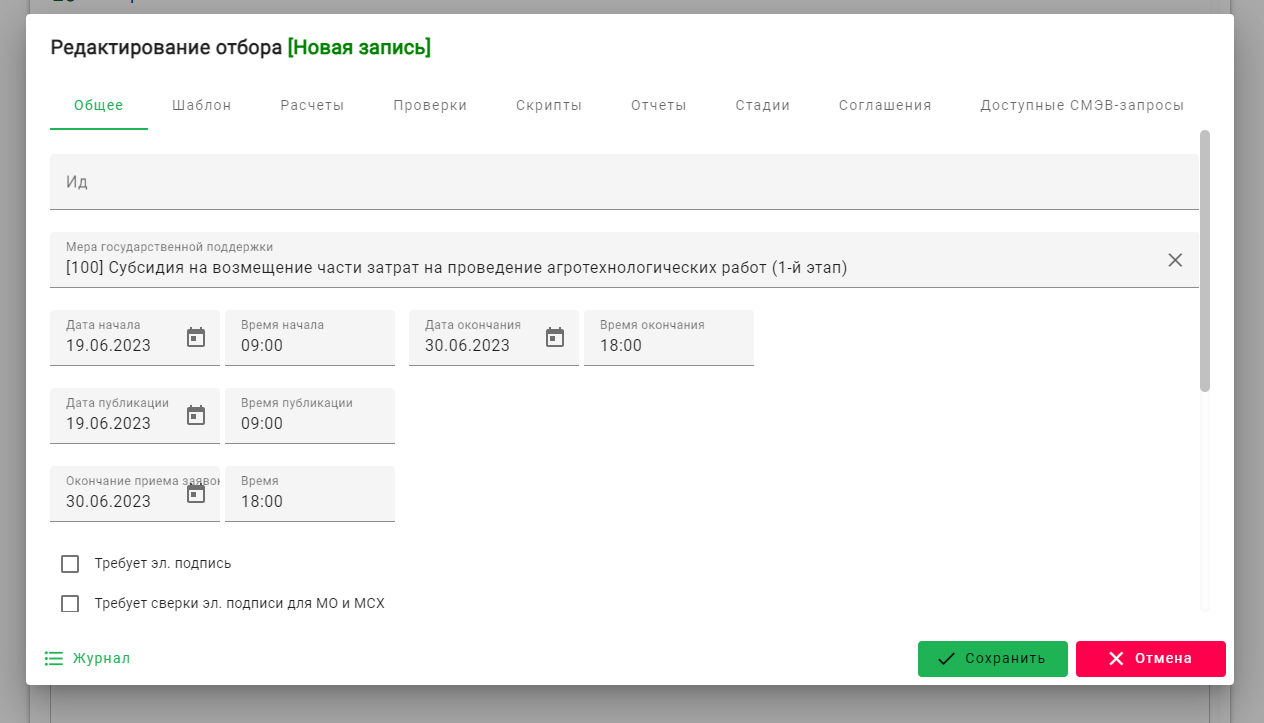 Редактирование отбора [Новая запись]
Общее Шаблон Расчеты Проверки Скрипты Отчеты Стадии Соглашения Доступные СМЭВ-запросы
Ид
Мера государственной поддержки
[100] Субсидия на возмещение части затрат на проведение агротехнологических работ (1-й этап)
Дата начала Время начала Дата окончания Время окончания
19.06.2023 09:00 30.06.2023 18:00
Дата публикации Время публикации
19.06.2023 09:00
Окончание приема заявок Время
30.06.2023 18:00
Требует эл. подпись
Требует сверки эл. подписи для МО и МСХ
Журнал Сохранить Отмена